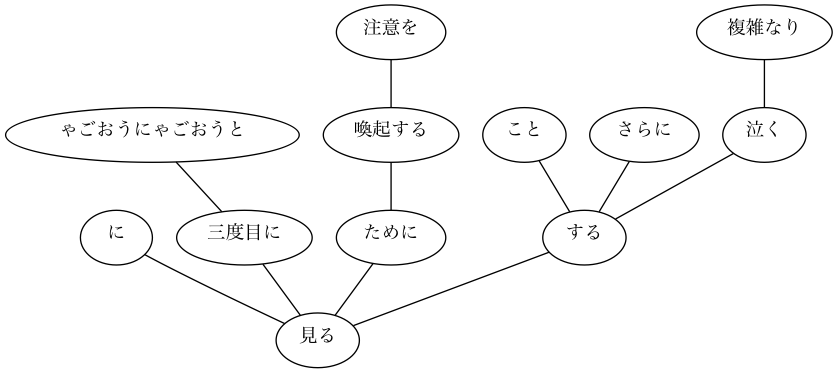 注意を
複雑なり
ゃごおうにゃごおうと
喚起する
こと
さらに
泣く
に
三度目に
ために
する
見る